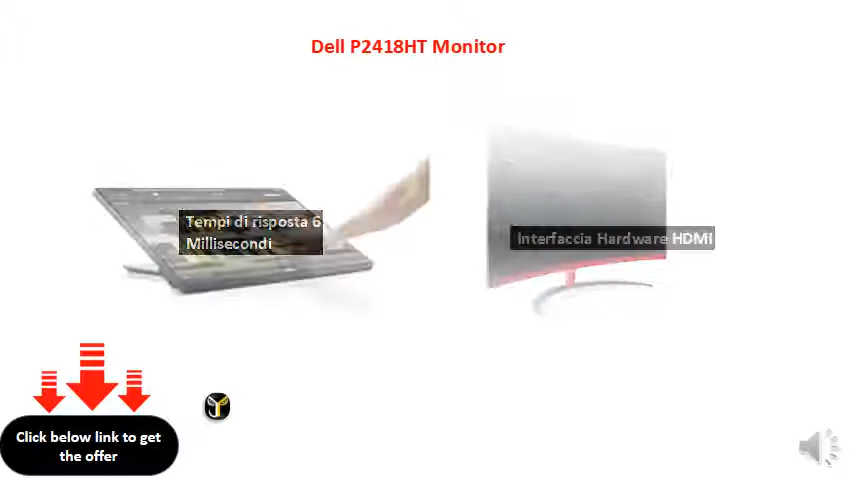 Dell P2418HT Monitor
Tempi di risposta 6
Millisecondi
Interfaccia Hardware HDMI
Click below link to get
the offer